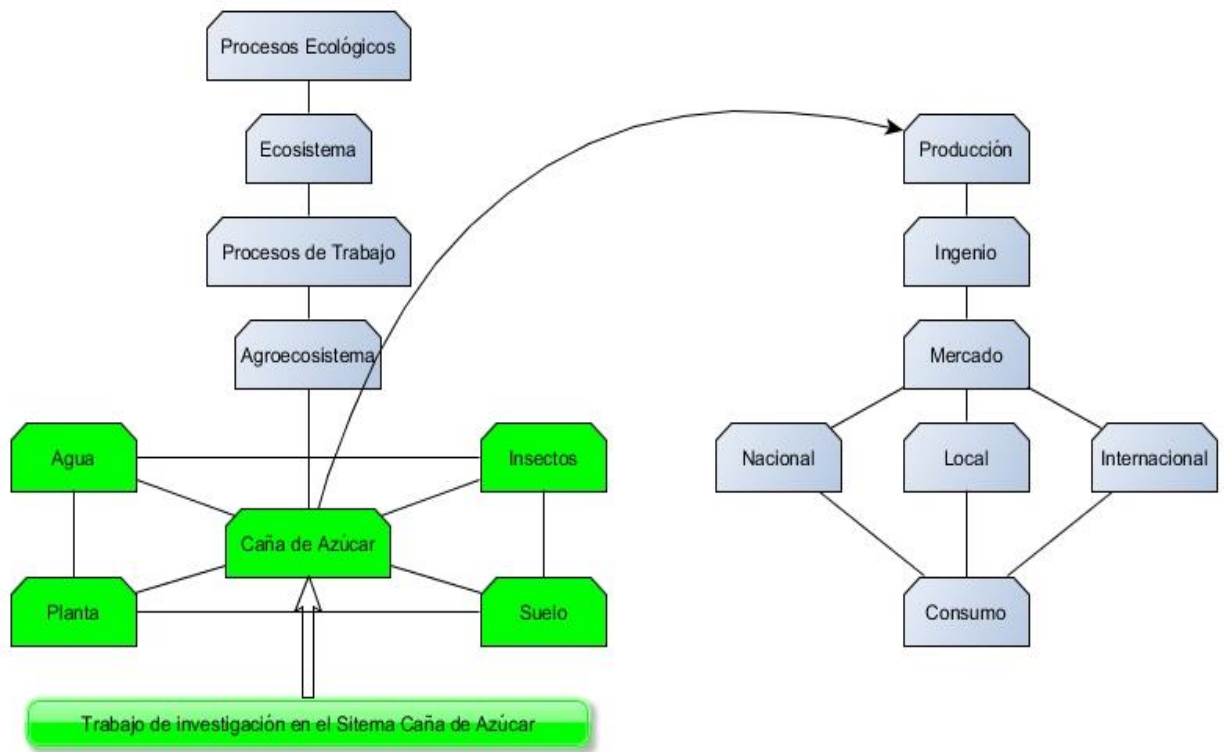 Procesos Ecológicos
Ecosistema
Procesos de Trabajo
Agroecosistema
Agua
Insectos
Caña de Azúcar
Planta
Suelo
Trabajo de investigación en el Sitema Caña de Azúcar
Producción
Ingenio
Mercado
Nacional
Local
Internacional
Consumo